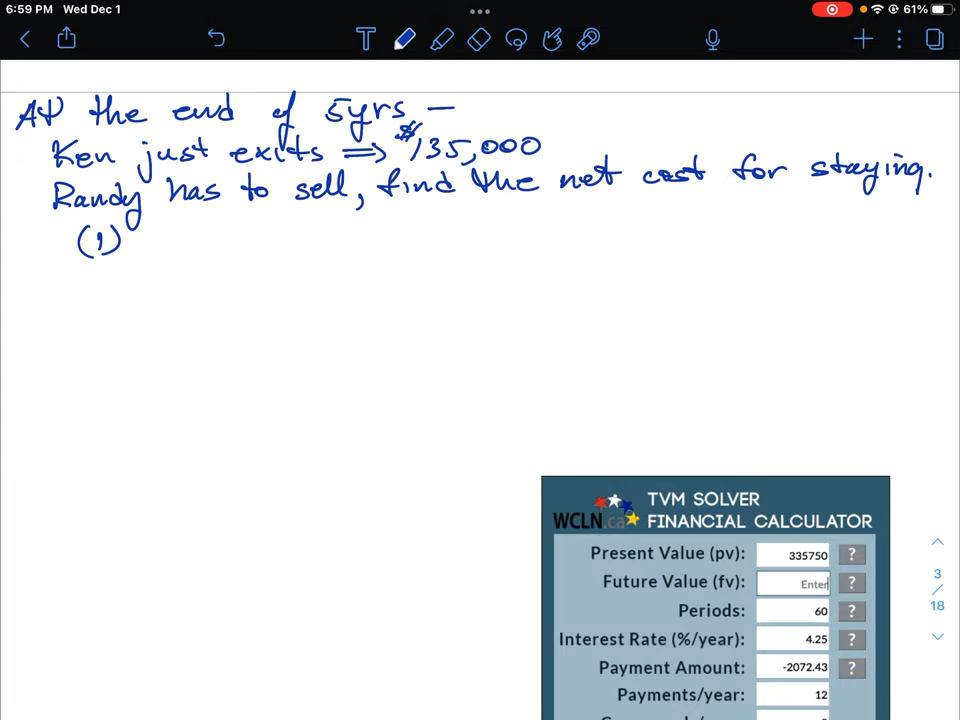 6:59 PM Wed Dec 1
61%
T
At the end of 5yrs —
Ken just exits ⇒ $135,000
Randy has to sell, find the net cost for staying.
(1)
WCLN.ca
TVM SOLVER
FINANCIAL CALCULATOR
Present Value (pv): 335750 ?
Future Value (fv): Enter ?
Periods: 60 ?
Interest Rate (%/year): 4.25 ?
Payment Amount: -2072.43 ?
Payments/year: 12
3
/
18